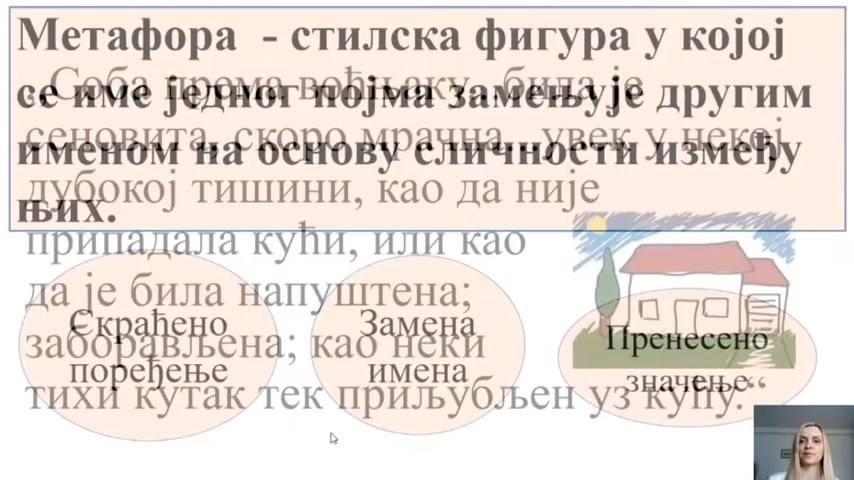 Метафора - стилска фигура у којој
се име једног појма замењује другим
именом на основу сличности између
њих.
Скраћено
поређење
Замена
имена
Пренесено
значење
„Соба према воћњаку...била је
сеновита, скоро мрачна...увек у некој
дубокој тишини, као да није
припадала кући, или као
да је била напуштена;
заборављена; као неки
тихи кутак тек приљубљен уз кућу.“